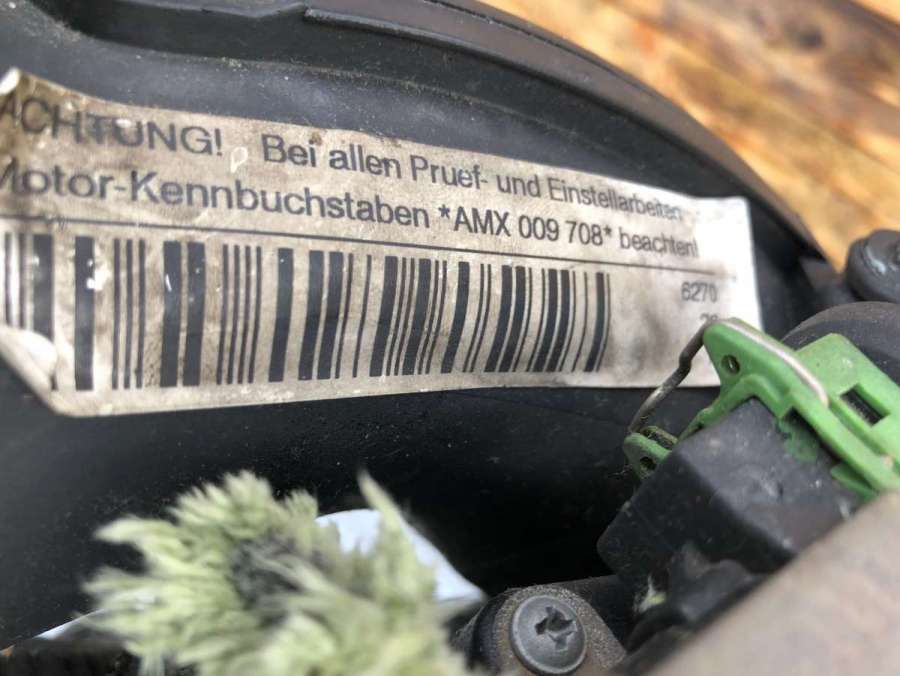 ACHTUNG! Bei allen Pruef- und Einstellarbeiten
Motor-Kennbuchstaben *AMX 009 708* beachten!
6270